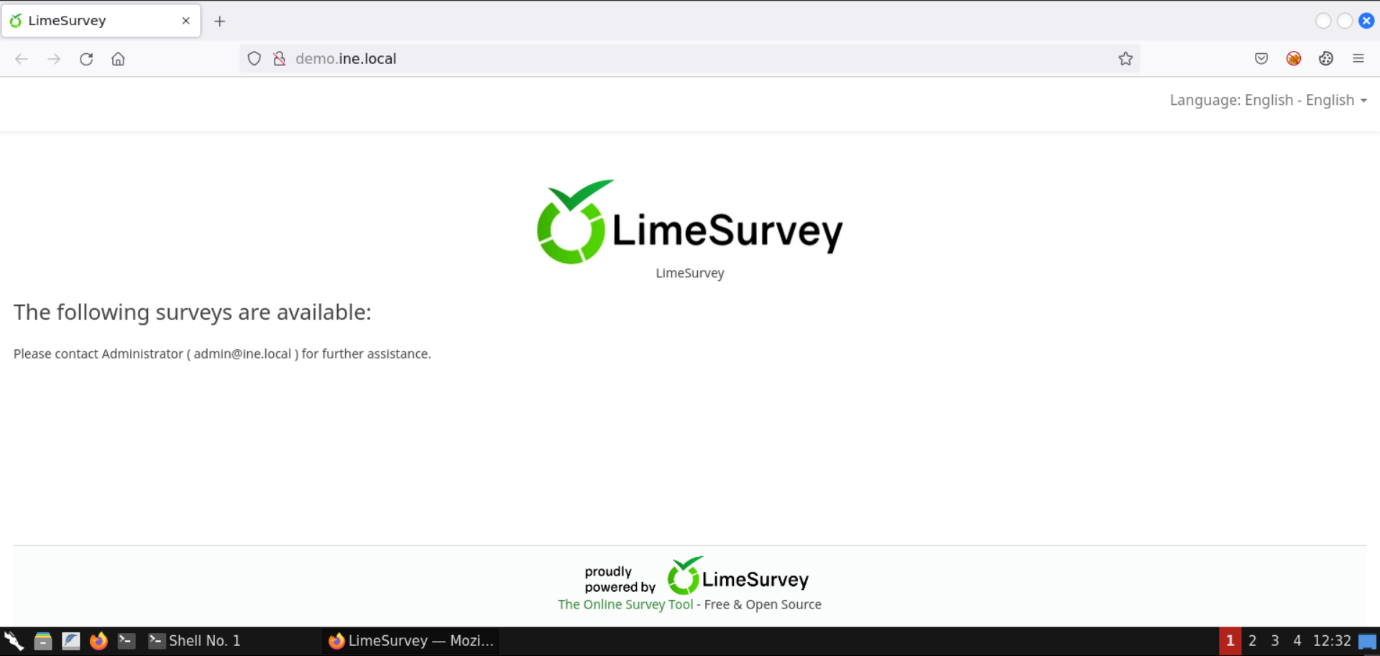 LimeSurvey
demo.ine.local
Language: English - English
LimeSurvey
LimeSurvey
The following surveys are available:
Please contact Administrator ( admin@ine.local ) for further assistance.
proudly
powered by LimeSurvey
The Online Survey Tool - Free & Open Source
Shell No. 1 LimeSurvey — Mozi... 1 2 3 4 12:32